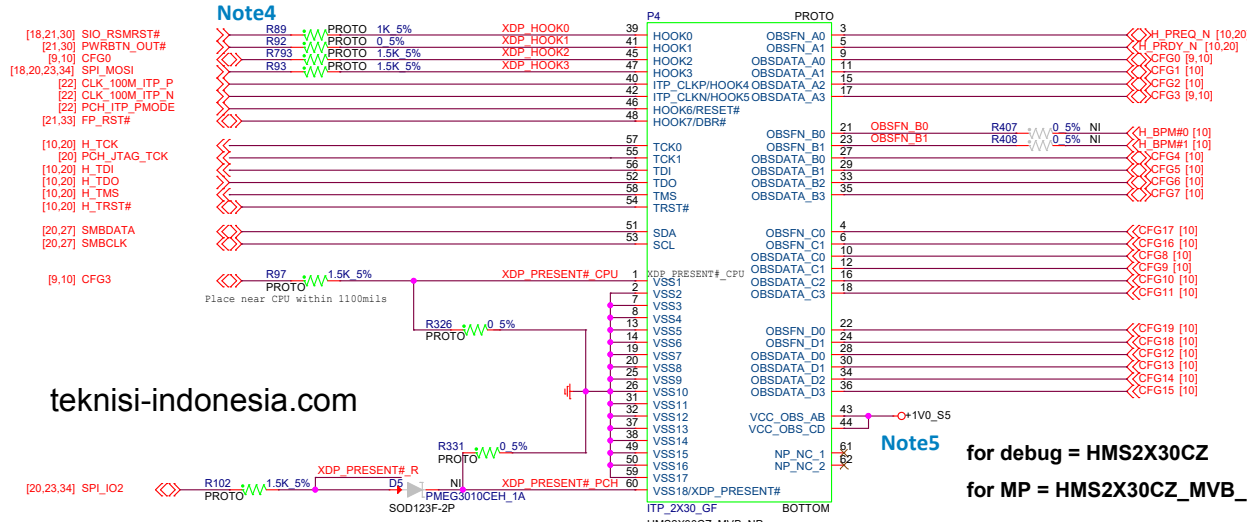 Note4
P4 PROTO
[18,21,30] SIO_RSMRST# R89 PROTO 1K_5% XDP_HOOK0 39 HOOK0 OBSFN_A0 3 H_PREQ_N [10,20
[21,30] PWRBTN_OUT# R92 PROTO 0_5% XDP_HOOK1 41 HOOK1 OBSFN_A1 5 H_PRDY_N [10,20]
[9,10] CFG0 R793 PROTO 1.5K_5% XDP_HOOK2 45 HOOK2 OBSDATA_A0 9 CFG0 [9,10]
[18,20,23,34] SPI_MOSI R93 PROTO 1.5K_5% XDP_HOOK3 47 HOOK3 OBSDATA_A1 11 CFG1 [10]
[22] CLK_100M_ITP_P 40 ITP_CLKP/HOOK4 OBSDATA_A2 15 CFG2 [10]
[22] CLK_100M_ITP_N 42 ITP_CLKN/HOOK5 OBSDATA_A3 17 CFG3 [9,10]
[22] PCH_ITP_PMODE 46 HOOK6/RESET#
[21,33] FP_RST# 48 HOOK7/DBR#
OBSFN_B0 21 OBSFN_B0 R407 0_5% NI H_BPM#0 [10]
[10,20] H_TCK 57 TCK0 OBSFN_B1 23 OBSFN_B1 R408 0_5% NI H_BPM#1 [10]
[20] PCH_JTAG_TCK 55 TCK1 OBSDATA_B0 27 CFG4 [10]
[10,20] H_TDI 56 TDI OBSDATA_B1 29 CFG5 [10]
[10,20] H_TDO 52 TDO OBSDATA_B2 33 CFG6 [10]
[10,20] H_TMS 58 TMS OBSDATA_B3 35 CFG7 [10]
[10,20] H_TRST# 54 TRST#
[20,27] SMBDATA 51 SDA OBSFN_C0 4 CFG17 [10]
[20,27] SMBCLK 53 SCL OBSFN_C1 6 CFG16 [10]
OBSDATA_C0 10 CFG8 [10]
OBSDATA_C1 12 CFG9 [10]
[9,10] CFG3 R97 1.5K_5% PROTO XDP_PRESENT#_CPU 1 XDP_PRESENT#_CPU VSS1 OBSDATA_C2 16 CFG10 [10]
Place near CPU within 1100mils 2 VSS2 OBSDATA_C3 18 CFG11 [10]
7 VSS3
8 VSS4
R326 0_5% PROTO 13 VSS5 OBSFN_D0 22 CFG19 [10]
14 VSS6 OBSFN_D1 24 CFG18 [10]
19 VSS7 OBSDATA_D0 28 CFG12 [10]
20 VSS8 OBSDATA_D1 30 CFG13 [10]
25 VSS9 OBSDATA_D2 34 CFG14 [10]
26 VSS10 OBSDATA_D3 36 CFG15 [10]
teknisi-indonesia.com
31 VSS11
32 VSS12 VCC_OBS_AB 43 +1V0_S5
37 VSS13 VCC_OBS_CD 44
38 VSS14 Note5
R331 0_5% PROTO 49 VSS15 NP_NC_1 61
50 VSS16 NP_NC_2 62
for debug = HMS2X30CZ
59 VSS17
[20,23,34] SPI_IO2 R102 PROTO 1.5K_5% XDP_PRESENT#_R D5 NI PMEG3010CEH_1A SOD123F-2P XDP_PRESENT#_PCH 60 VSS18/XDP_PRESENT#
for MP = HMS2X30CZ_MVB_
ITP_2X30_GF BOTTOM
HMS2X30CZ_MVB_NP